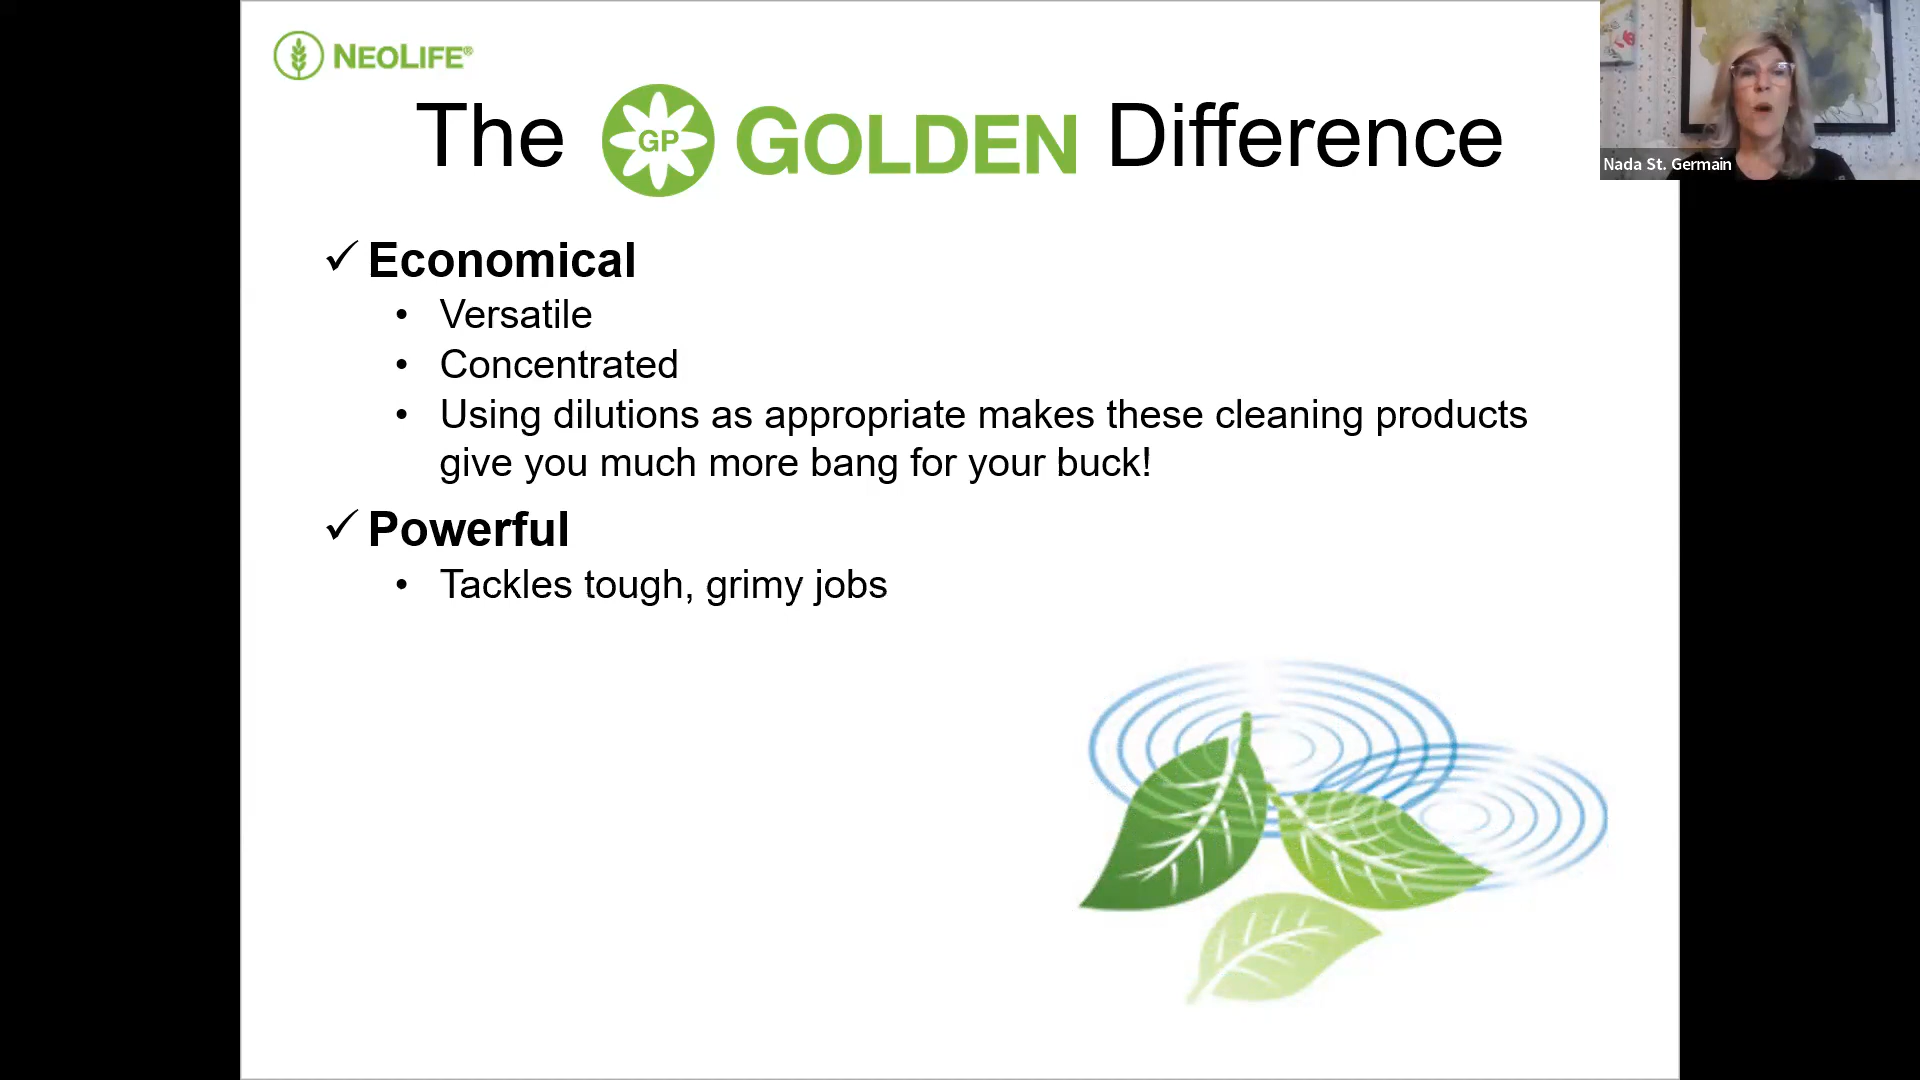 NEOLIFE®
The GP GOLDEN Difference
Nada St. Germain
✓ Economical
• Versatile
• Concentrated
• Using dilutions as appropriate makes these cleaning products
give you much more bang for your buck!
✓ Powerful
• Tackles tough, grimy jobs